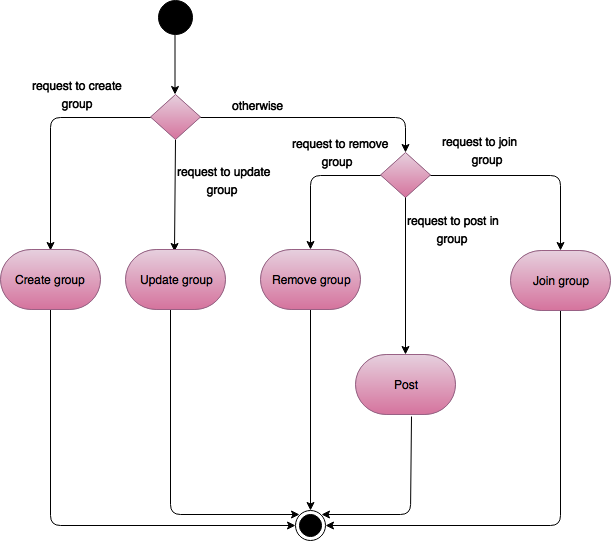 request to create
group
otherwise
request to remove
group
request to join
group
request to update
group
request to post in
group
Create group
Update group
Remove group
Join group
Post